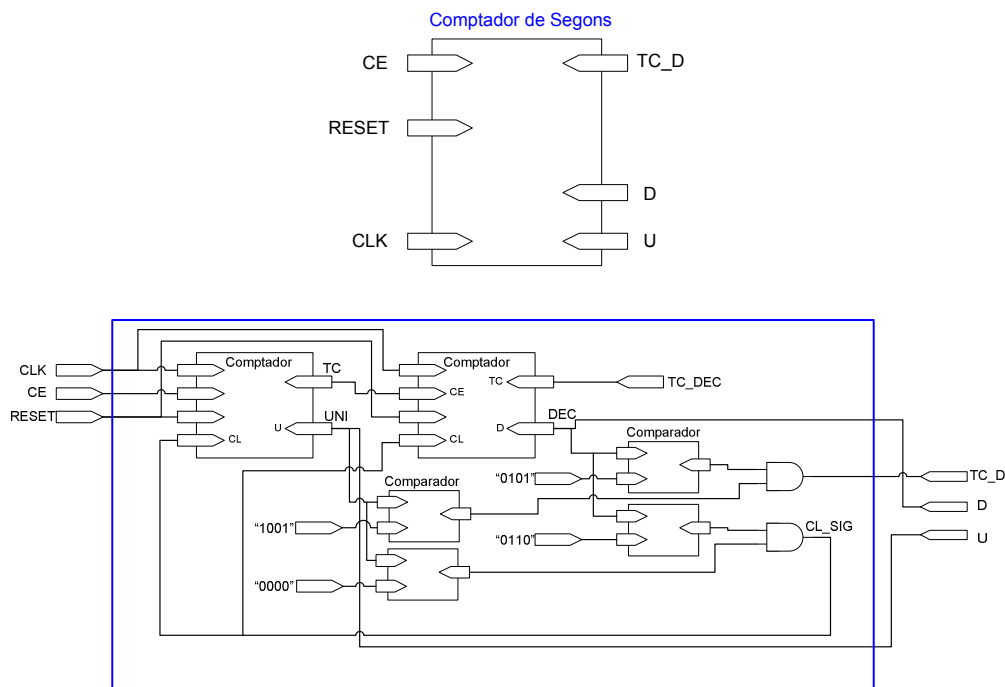 Comptador de Segons
CE
TC_D
RESET
D
CLK
U
CLK
CE
RESET
Comptador
TC
Comptador
TC
TC_DEC
CE
UNI
DEC
U
CL
D
CL
Comparador
"0101"
TC_D
Comparador
D
"1001"
"0110"
CL_SIG
U
"0000"